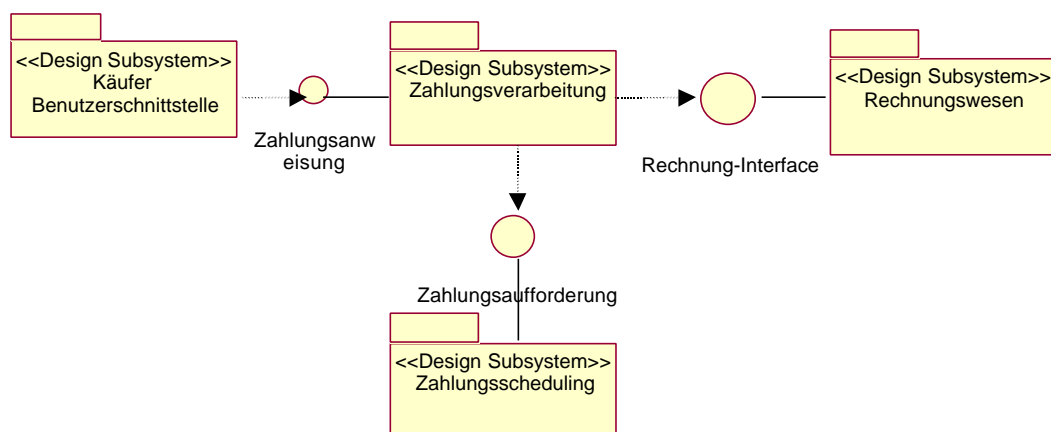 <<Design Subsystem>>
Käufer
Benutzerschnittstelle
<<Design Subsystem>>
Zahlungsverarbeitung
<<Design Subsystem>>
Rechnungswesen
Zahlungsanw
eisung
Rechnung-Interface
Zahlungsaufforderung
<<Design Subsystem>>
Zahlungsscheduling